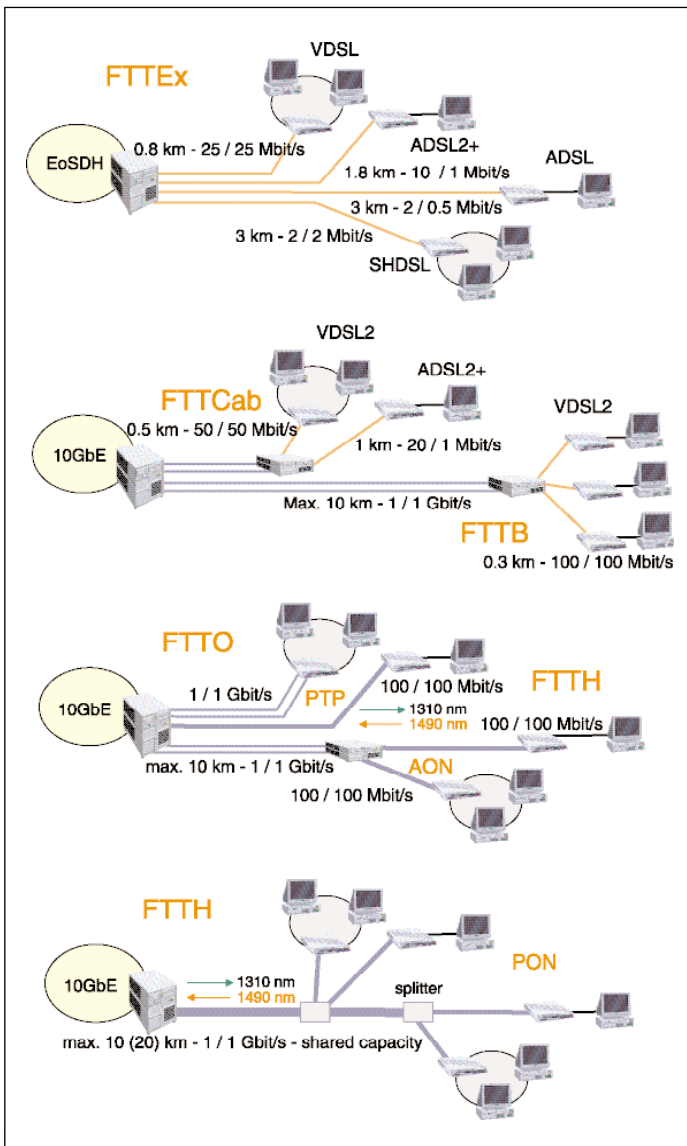 VDSL
FTTEx
EoSDH
0.8 km - 25 / 25 Mbit/s
ADSL2+
1.8 km - 10 / 1 Mbit/s
ADSL
3 km - 2 / 0.5 Mbit/s
3 km - 2 / 2 Mbit/s
SHDSL
VDSL2
FTTCab
ADSL2+
VDSL2
0.5 km - 50 / 50 Mbit/s
1 km - 20 / 1 Mbit/s
10GbE
Max. 10 km - 1 / 1 Gbit/s
FTTB
0.3 km - 100 / 100 Mbit/s
FTTO
1 / 1 Gbit/s
PTP
100 / 100 Mbit/s
FTTH
10GbE
1310 nm
1490 nm
100 / 100 Mbit/s
max. 10 km - 1 / 1 Gbit/s
AON
100 / 100 Mbit/s
FTTH
10GbE
1310 nm
1490 nm
splitter
PON
max. 10 (20) km - 1 / 1 Gbit/s - shared capacity